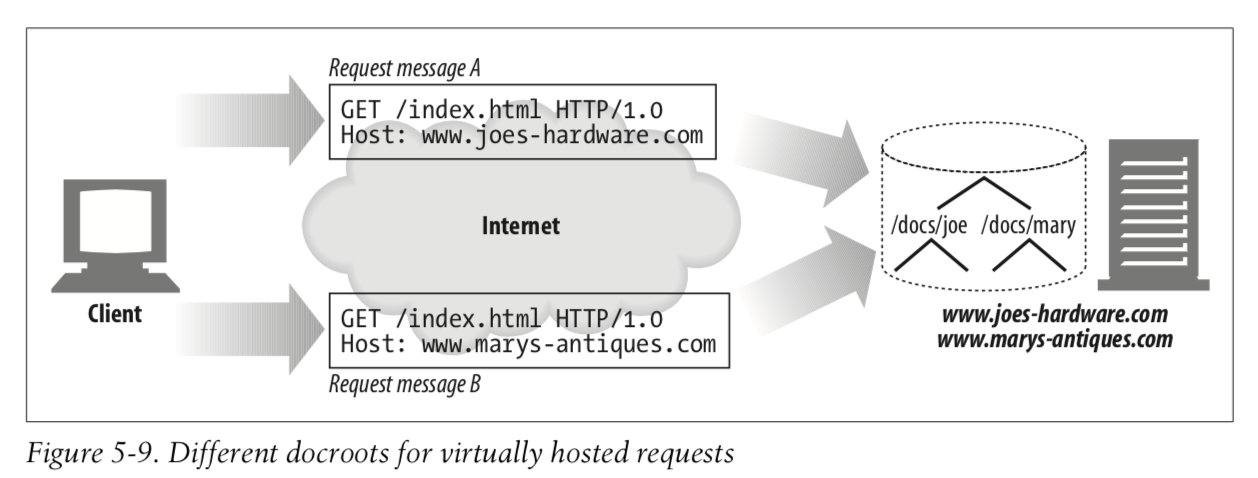 Request message A
GET /index.html HTTP/1.0
Host: www.joes-hardware.com
Internet
Client
/docs/joe /docs/mary
GET /index.html HTTP/1.0
Host: www.marys-antiques.com
Request message B
www.joes-hardware.com
www.marys-antiques.com
Figure 5-9. Different docroots for virtually hosted requests